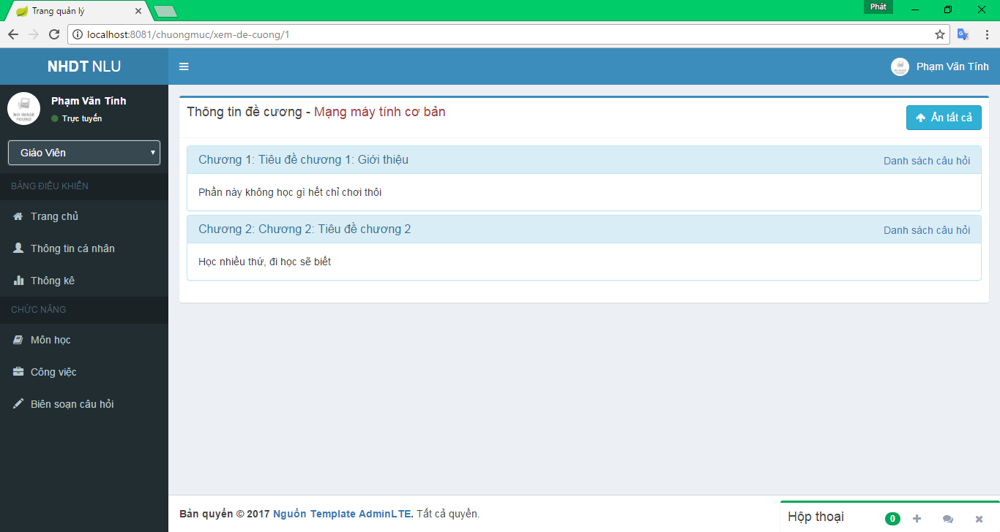 Trang quản lý
Phát
localhost:8081/chuongmuc/xem-de-cuong/1
NHDT NLU
Phạm Văn Tính
Phạm Văn Tính
Trực tuyến
Giáo Viên
BẢNG ĐIỀU KHIỂN
Trang chủ
Thông tin cá nhân
Thống kê
CHỨC NĂNG
Môn học
Công việc
Biên soạn câu hỏi
Thông tin đề cương - Mạng máy tính cơ bản
Ẩn tất cả
Chương 1: Tiêu đề chương 1: Giới thiệu
Danh sách câu hỏi
Phần này không học gì hết chỉ chơi thôi
Chương 2: Chương 2: Tiêu đề chương 2
Danh sách câu hỏi
Học nhiều thứ, đi học sẽ biết
Bản quyển © 2017 Nguồn Template AdminLTE. Tất cả quyền.
Hộp thoại
0